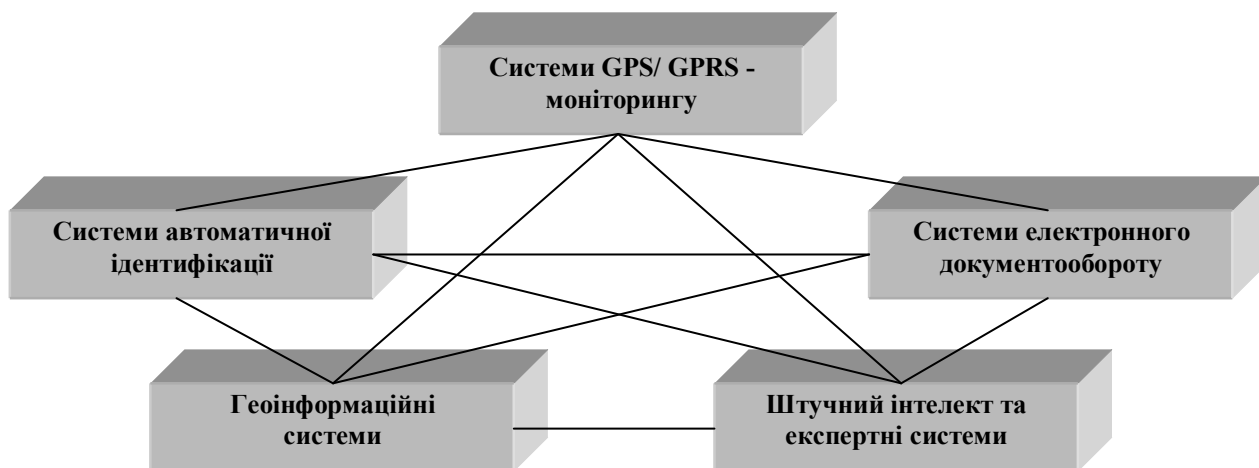 Системи GPS/ GPRS -
моніторингу
Системи автоматичної
ідентифікації
Системи електронного
документообороту
Геоінформаційні
системи
Штучний інтелект та
експертні системи